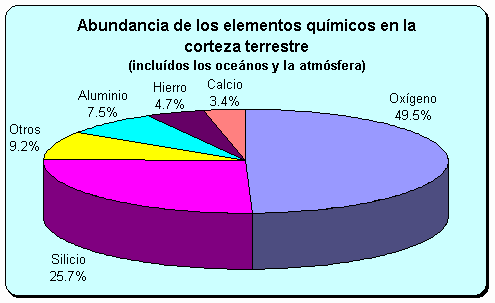 Abundancia de los elementos químicos en la
corteza terrestre
(incluídos los oceános y la atmósfera)
Oxígeno
49.5%
Calcio
3.4%
Hierro
4.7%
Aluminio
7.5%
Otros
9.2%
Silicio
25.7%